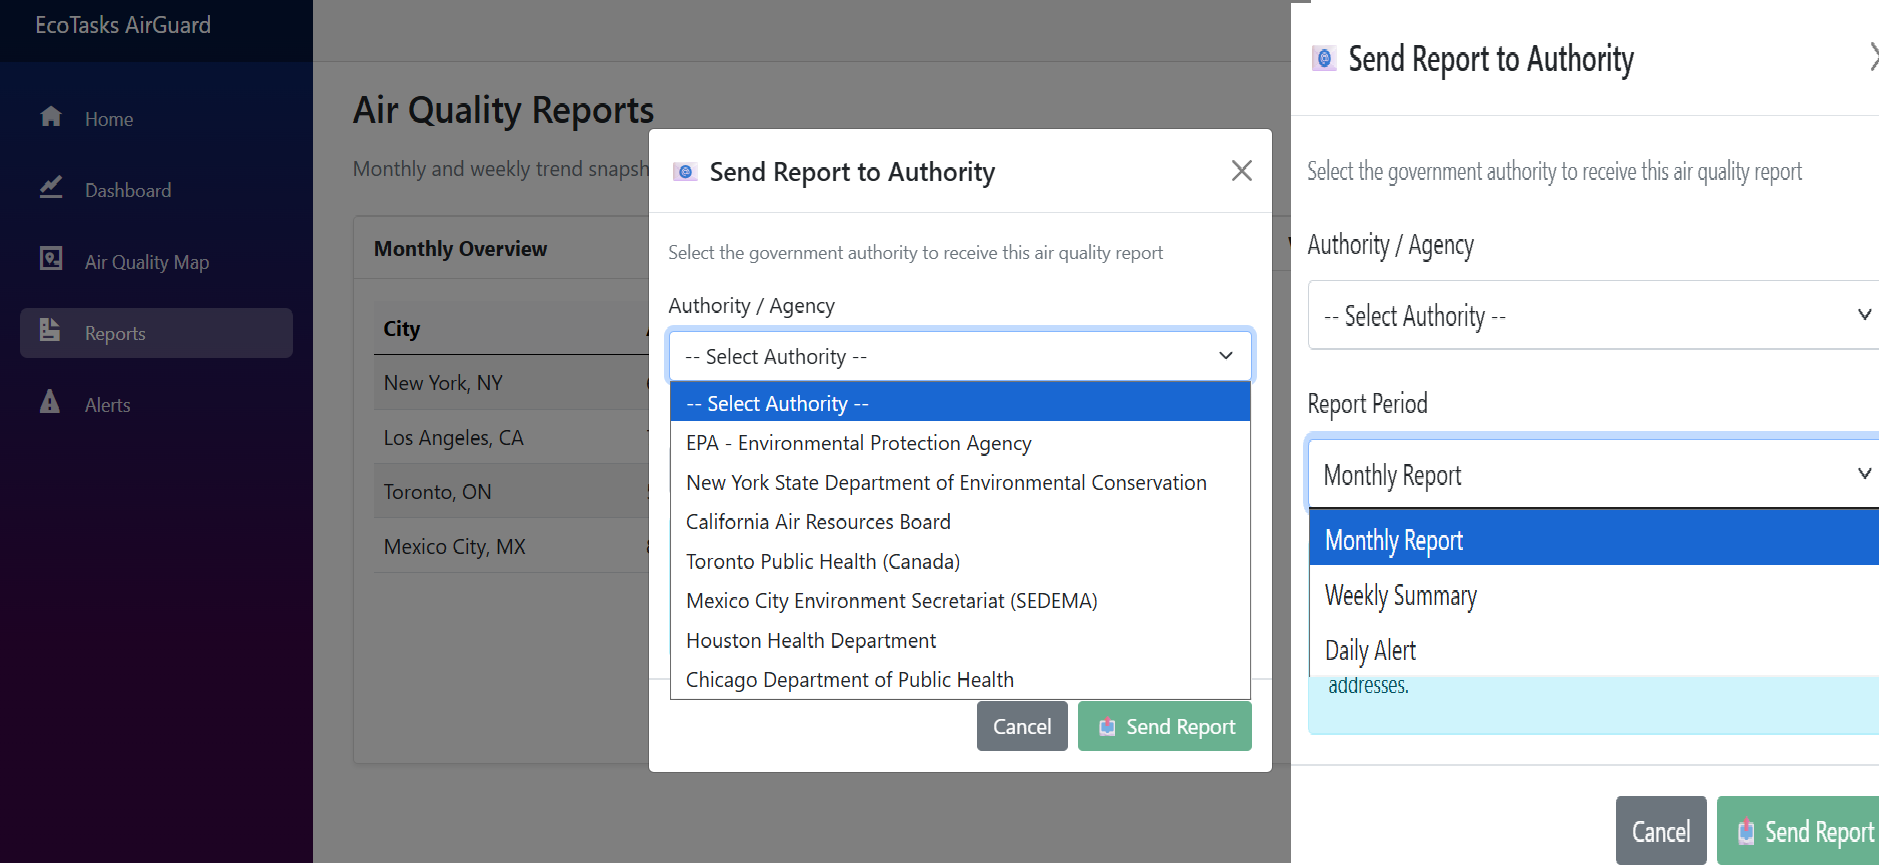 EcoTasks AirGuard
Home
Dashboard
Air Quality Map
Reports
Alerts
Air Quality Reports
Monthly and weekly trend
Monthly Overview
City
New York, NY
Los Angeles, CA
Toronto, ON
Mexico City, MX
Send Report to Authority
Select the government authority to receive this air quality report
Authority / Agency
-- Select Authority --
-- Select Authority --
EPA - Environmental Protection Agency
New York State Department of Environmental Conservation
California Air Resources Board
Toronto Public Health (Canada)
Mexico City Environment Secretariat (SEDEMA)
Houston Health Department
Chicago Department of Public Health
Cancel
Send Report
Send Report to Authority
Select the government authority to receive this air quality report
Authority / Agency
-- Select Authority --
Report Period
Monthly Report
Monthly Report
Weekly Summary
Daily Alert
addresses.
Cancel
Send Report